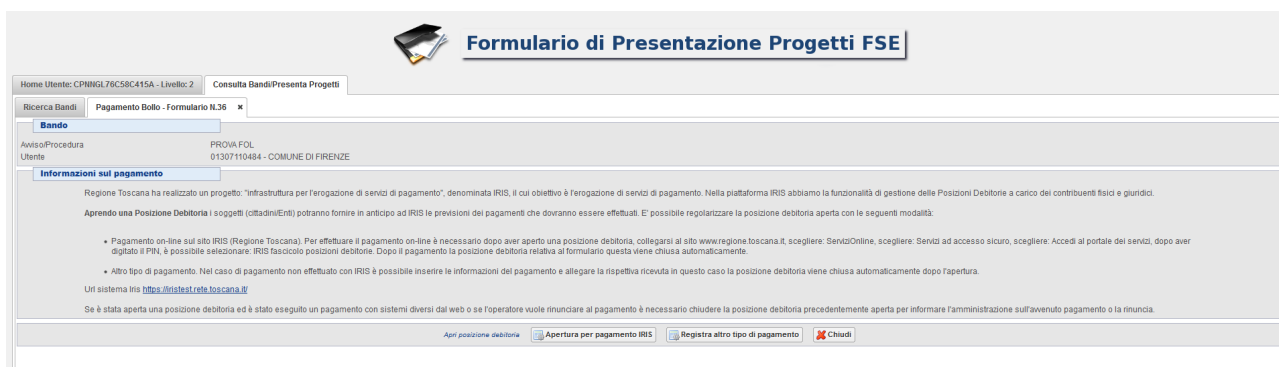 Formulario di Presentazione Progetti FSE
Home Utente: CPNNGL76C58C415A - Livello: 2 Consulta Bandi/Presenta Progetti
Ricerca Bandi Pagamento Bollo - Formulario N.36 ×
Bando
Avviso/Procedura PROVA FOL
Utente 01307110484 - COMUNE DI FIRENZE
Informazioni sul pagamento
Regione Toscana ha realizzato un progetto: "infrastruttura per l'erogazione di servizi di pagamento", denominata IRIS, il cui obiettivo è l'erogazione di servizi di pagamento. Nella piattaforma IRIS abbiamo la funzionalità di gestione delle Posizioni Debitorie a carico dei contribuenti fisici e giuridici.
Aprendo una Posizione Debitoria i soggetti (cittadini/Enti) potranno fornire in anticipo ad IRIS le previsioni dei pagamenti che dovranno essere effettuati. E' possibile regolarizzare la posizione debitoria aperta con le seguenti modalità:
• Pagamento on-line sul sito IRIS (Regione Toscana). Per effettuare il pagamento on-line è necessario dopo aver aperto una posizione debitoria, collegarsi al sito www.regione.toscana.it, scegliere: ServiziOnline, scegliere: Servizi ad accesso sicuro, scegliere: Accedi al portale dei servizi, dopo aver
digitato il PIN, è possibile scegliere: IRIS fascicolo posizioni debitorie. Dopo il pagamento la posizione debitoria relativa al formulario questa viene chiusa automaticamente.
• Altro tipo di pagamento. Nel caso di pagamento non effettuato con IRIS è possibile inserire le informazioni del pagamento e allegare la rispettiva ricevuta in questo caso la posizione debitoria viene chiusa automaticamente dopo l'apertura.
Url sistema Iris https://iristest.rete.toscana.it/
Se è stata aperta una posizione debitoria ed è stato eseguito un pagamento con sistemi diversi dal web o se l'operatore vuole rinunciare al pagamento è necessario chiudere la posizione debitoria precedentemente aperta per informare l'amministrazione sull'avvenuto pagamento o la rinuncia.
Apri posizione debitoria Apertura per pagamento IRIS Registra altro tipo di pagamento Chiudi